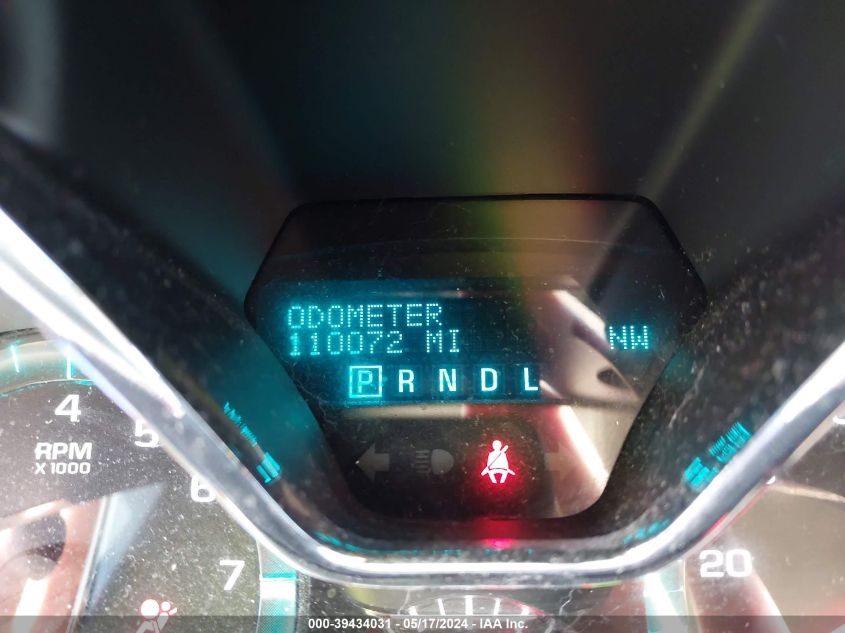 ODOMETER
110072 MI
NW
P R N D L
4
5
RPM
X 1000
6
7
20
000-39434031 - 05/17/2024 - IAA Inc.